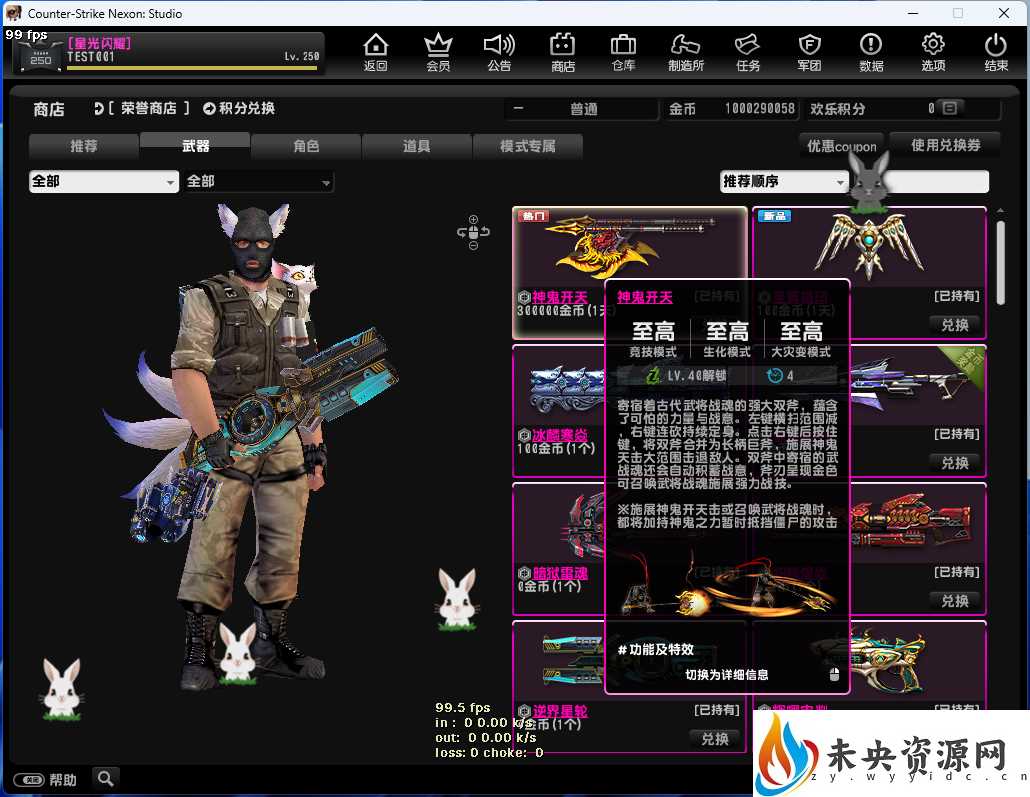 Counter-Strike Nexon: Studio
99 fps
[星光闪耀]
250 TEST001 Lv.250
返回 会员 公告 商店 仓库 制造所 任务 军团 数据 选项 结束
商店 [ 荣誉商店 ] 积分兑换
普通 金币 1000290058 欢乐积分 0
推荐 武器 角色 道具 模式专属
优惠coupon 使用兑换券
全部 全部 推荐顺序
热门
新品
神鬼开天 [已持有]
300000金币(1天)
[已持有]
100金币(1天)
兑换
冰麟寒焱
100金币(1个)
[已持有]
兑换
暗狱雷魂
0金币(1个)
[已持有]
兑换
逆界星轮 [已持有]
金币(1个)
兑换
[已持有]
神鬼开天
至高 至高 至高
竞技模式 生化模式 大灾变模式
LV.40解锁 4
寄宿着古代武将战魂的强大双斧，蕴含
了可怕的力量与战意。左键横扫范围减
，右键连砍持续定身。点击右键后按住
键，将双斧合并为长柄巨斧，施展神鬼
天击大范围击退敌人。双斧中寄宿的武
战魂还会自动积蓄战意，斧刃呈现金色
可召唤武将战魂施展强力战技。
※施展神鬼开天击或召唤武将战魂时，
都将加持神鬼之力暂时抵挡僵尸的攻击
#功能及特效
切换为详细信息
99.5 fps
in : 0 0.00 k/s
out: 0 0.00 k/s
loss: 0 choke: 0
帮助
未央资源网
zy.wyyidc.cn